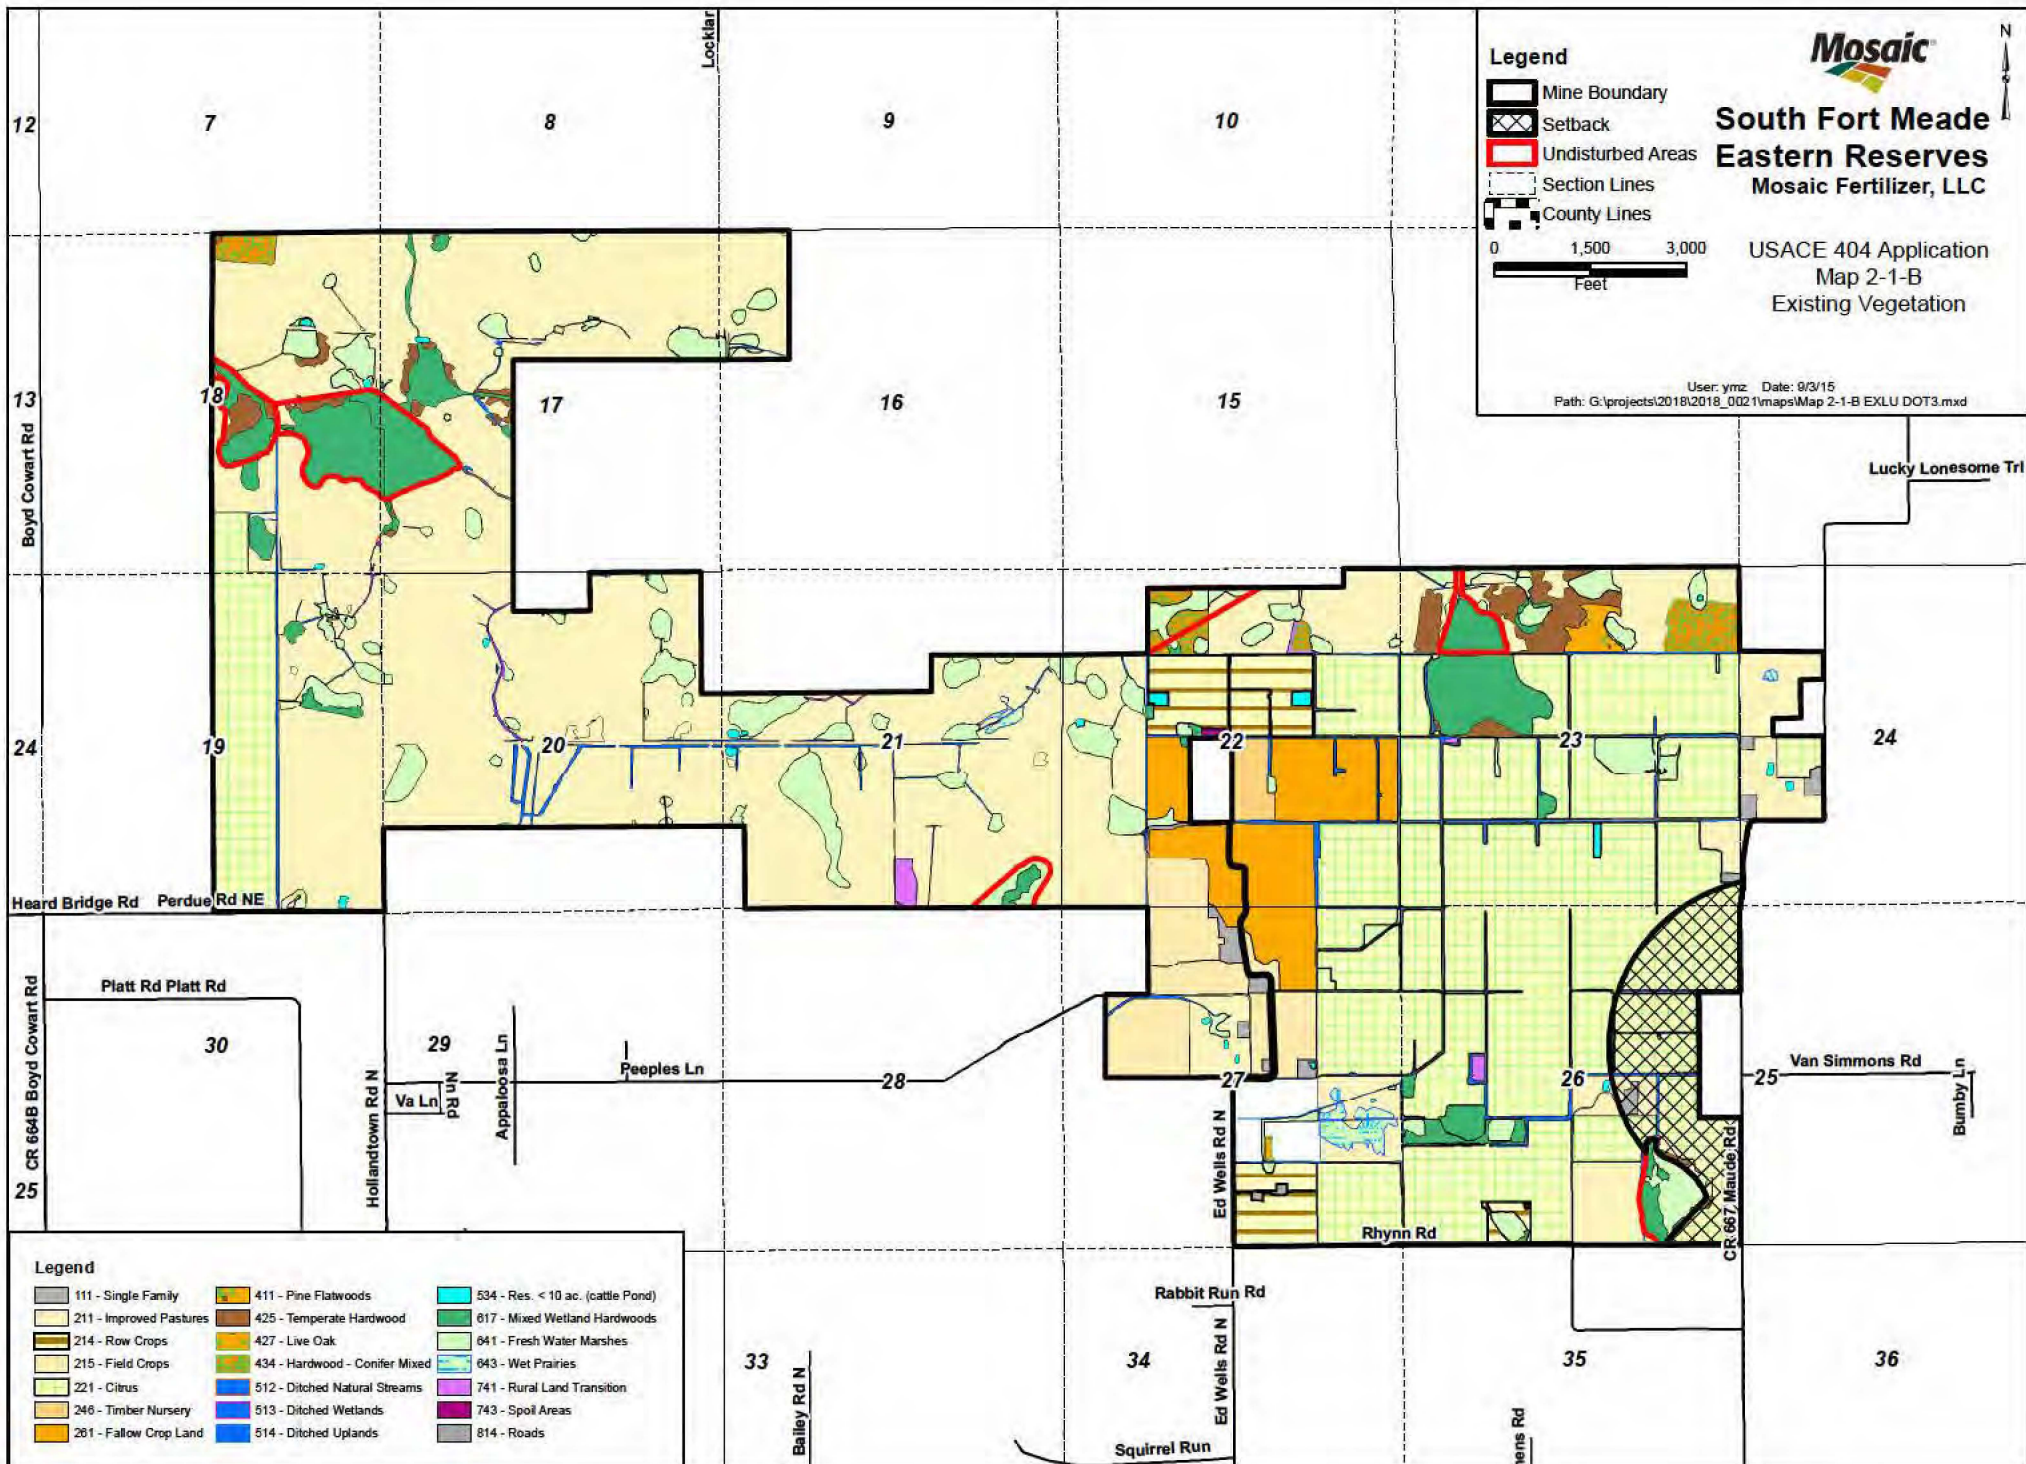 Legend
Mine Boundary
Setback
Undisturbed Areas
Section Lines
County Lines
0 1,500 3,000
Feet
Mosaic
N
South Fort Meade
Eastern Reserves
Mosaic Fertilizer, LLC
USACE 404 Application
Map 2-1-B
Existing Vegetation
User: ymz Date: 9/3/15
Path: G:\projects\2018\2018_0021\maps\Map 2-1-B EXLU DOT3.mxd
Locklar
12 7 8 9 10
13 18 17 16 15
Boyd Cowart Rd
Lucky Lonesome Trl
24 19 20 21 22 23 24
Heard Bridge Rd Perdue Rd NE
CR 664B Boyd Cowart Rd
Platt Rd Platt Rd
30 29 28 27 26 25
Hollandtown Rd N
Va Ln
Nu Rd
Appaloosa Ln
Peeples Ln
Ed Wells Rd N
Van Simmons Rd
Bumby Ln
CR 667 Maude Rd
25
Rhynn Rd
Rabbit Run Rd
33 34 35 36
Bailey Rd N
Ed Wells Rd N
Squirrel Run
nens Rd
Legend
111 - Single Family
211 - Improved Pastures
214 - Row Crops
215 - Field Crops
221 - Citrus
246 - Timber Nursery
261 - Fallow Crop Land
411 - Pine Flatwoods
425 - Temperate Hardwood
427 - Live Oak
434 - Hardwood - Conifer Mixed
512 - Ditched Natural Streams
513 - Ditched Wetlands
514 - Ditched Uplands
534 - Res. < 10 ac. (cattle Pond)
617 - Mixed Wetland Hardwoods
641 - Fresh Water Marshes
643 - Wet Prairies
741 - Rural Land Transition
743 - Spoil Areas
814 - Roads